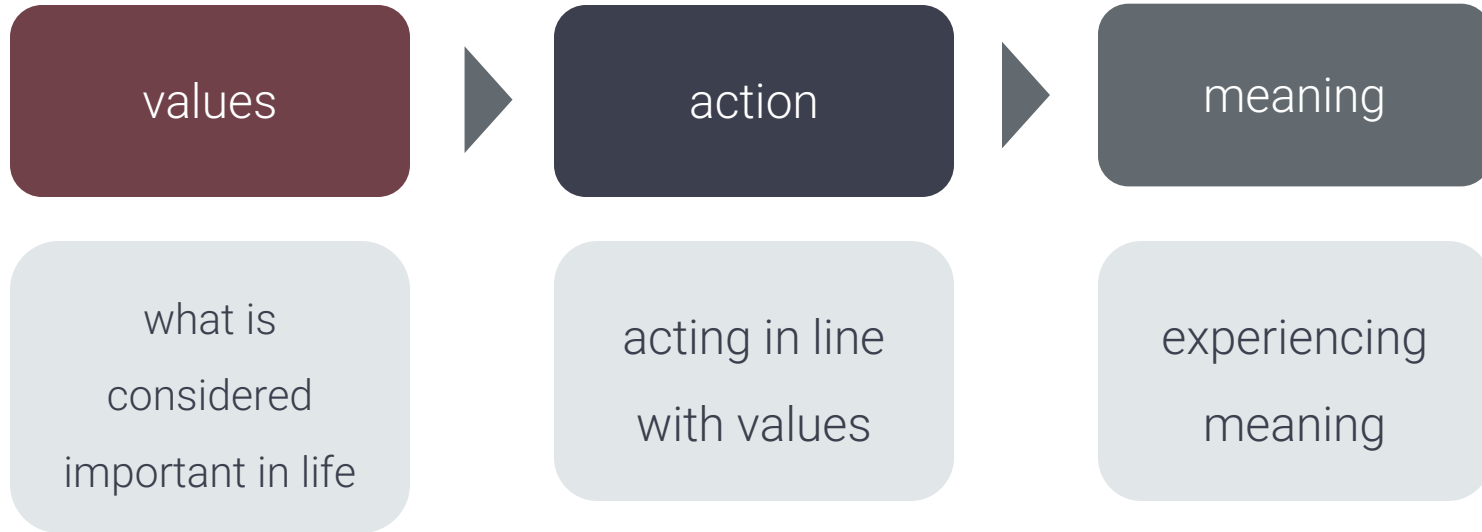 values
action
meaning
what is
considered
important in life
acting in line
with values
experiencing
meaning